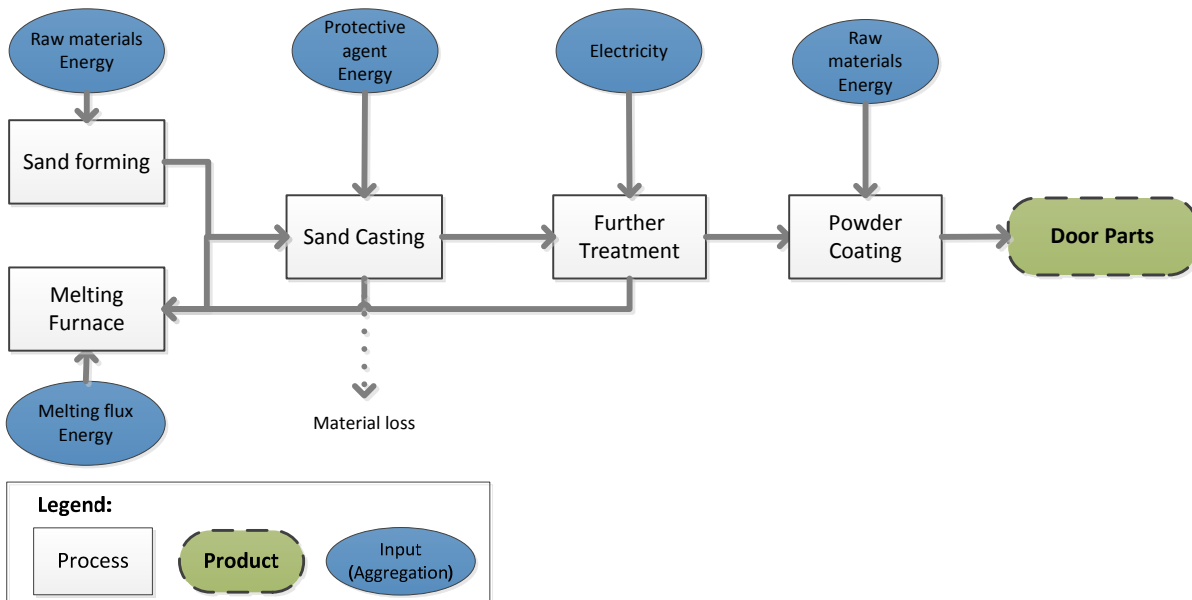 Raw materials
Energy
Protective
agent
Energy
Electricity
Raw
materials
Energy
Sand forming
Sand Casting
Further
Treatment
Powder
Coating
Door Parts
Melting
Furnace
Melting flux
Energy
Material loss
Legend:
Process
Product
Input
(Aggregation)